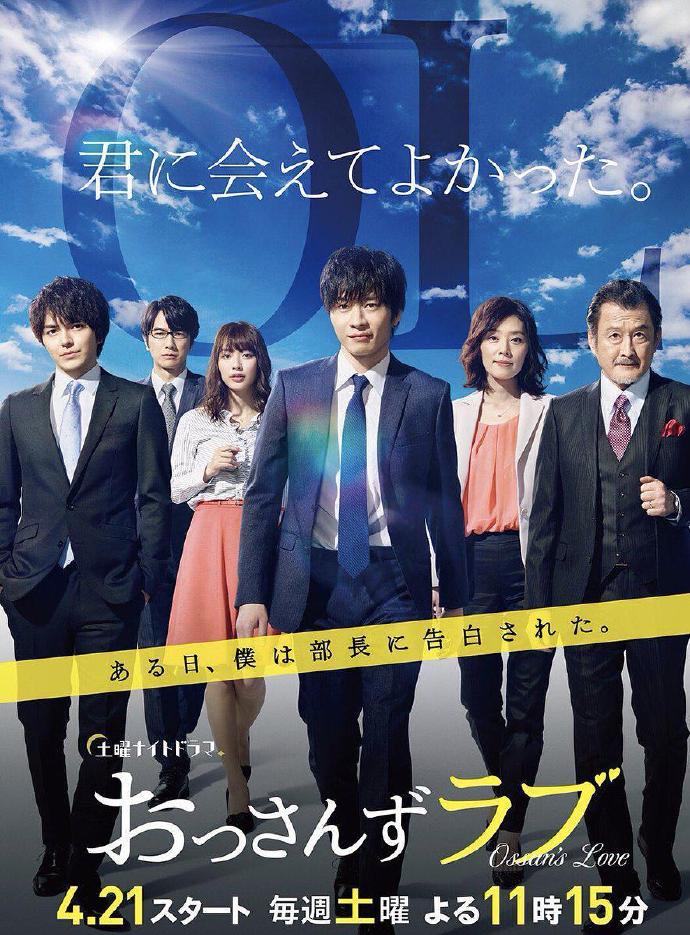 OL
君に会えてよかった。
ある日、僕は部長に告白された。
土曜ナイトドラマ
おっさんずラブ
Ossan's Love
4.21スタート 毎週土曜 よる11時15分